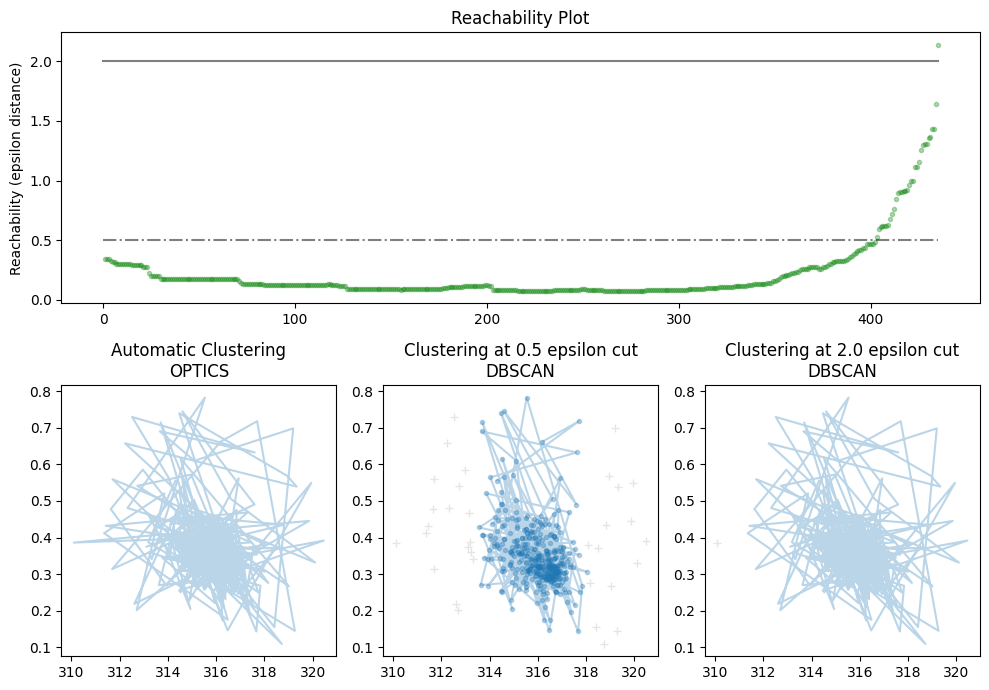 Reachability Plot
Reachability (epsilon distance)
2.0
1.5
1.0
0.5
0.0
0 100 200 300 400
Automatic Clustering
OPTICS
0.8
0.7
0.6
0.5
0.4
0.3
0.2
0.1
310 312 314 316 318 320
Clustering at 0.5 epsilon cut
DBSCAN
0.8
0.7
0.6
0.5
0.4
0.3
0.2
0.1
310 312 314 316 318 320
Clustering at 2.0 epsilon cut
DBSCAN
0.8
0.7
0.6
0.5
0.4
0.3
0.2
0.1
310 312 314 316 318 320